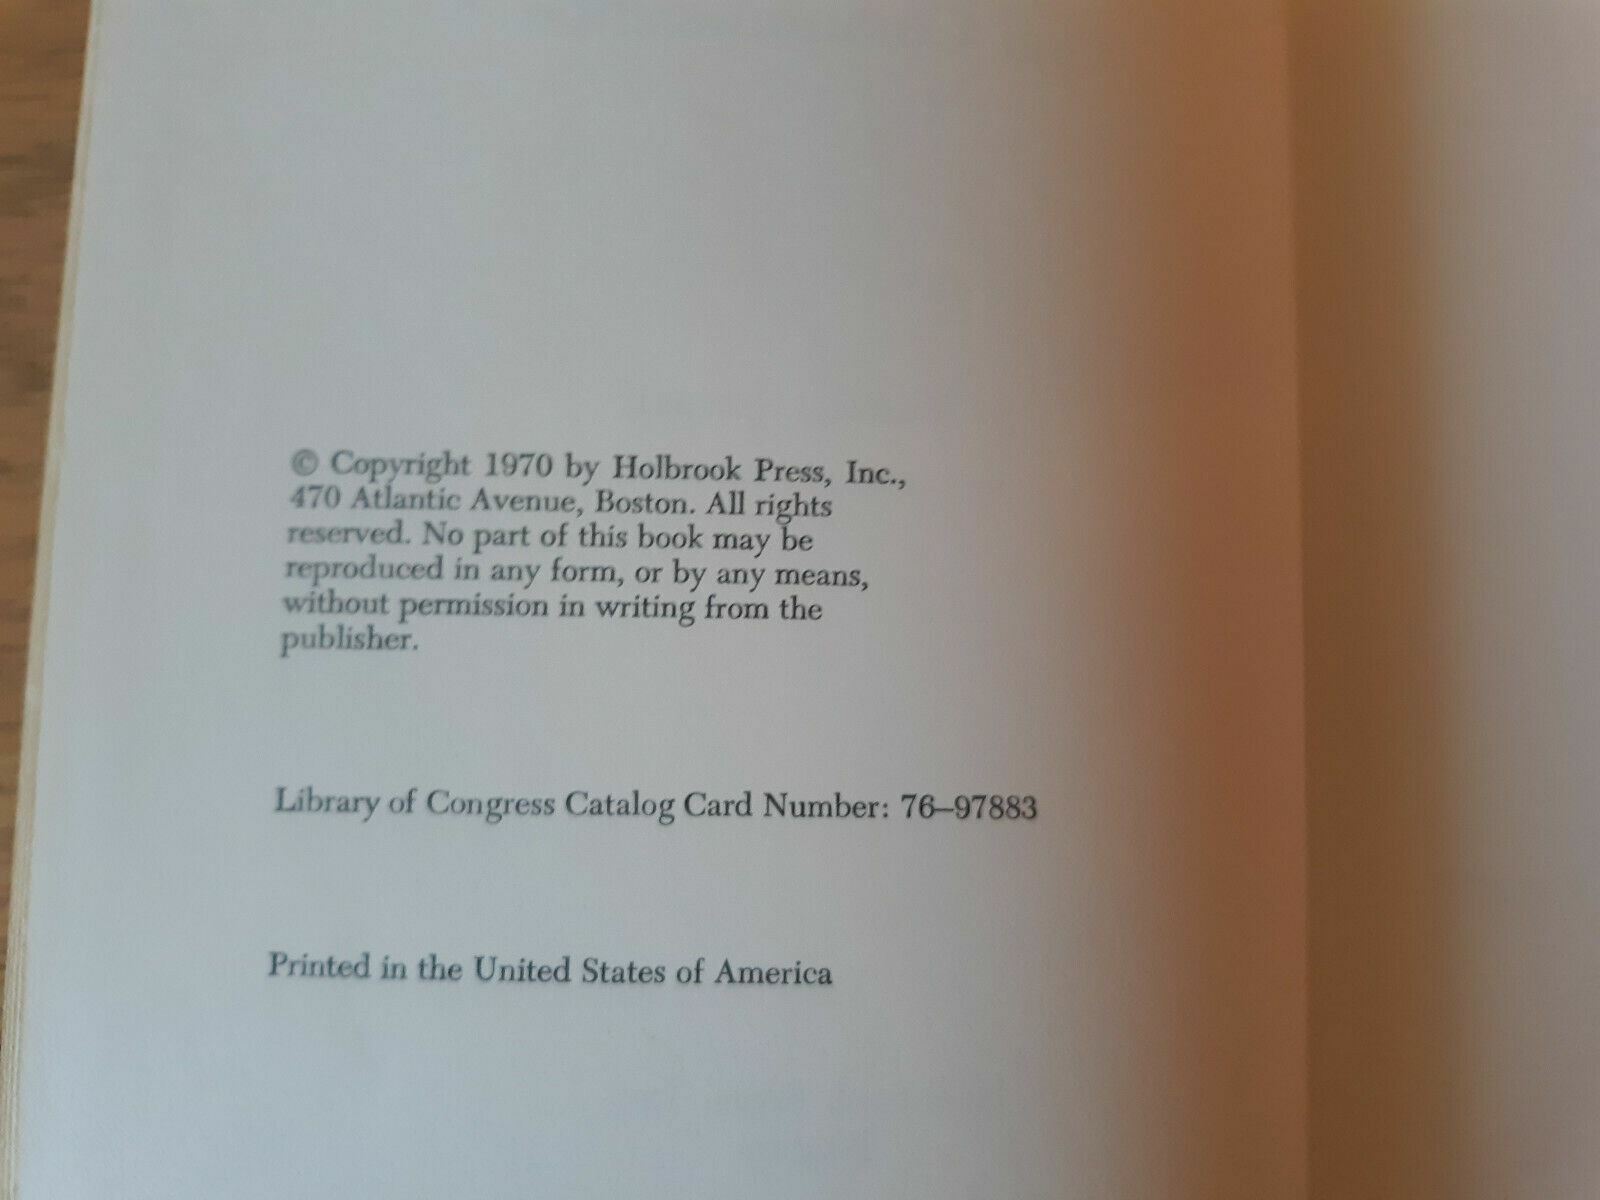 © Copyright 1970 by Holbrook Press, Inc.,
470 Atlantic Avenue, Boston. All rights
reserved. No part of this book may be
reproduced in any form, or by any means,
without permission in writing from the
publisher.
Library of Congress Catalog Card Number: 76–97883
Printed in the United States of America